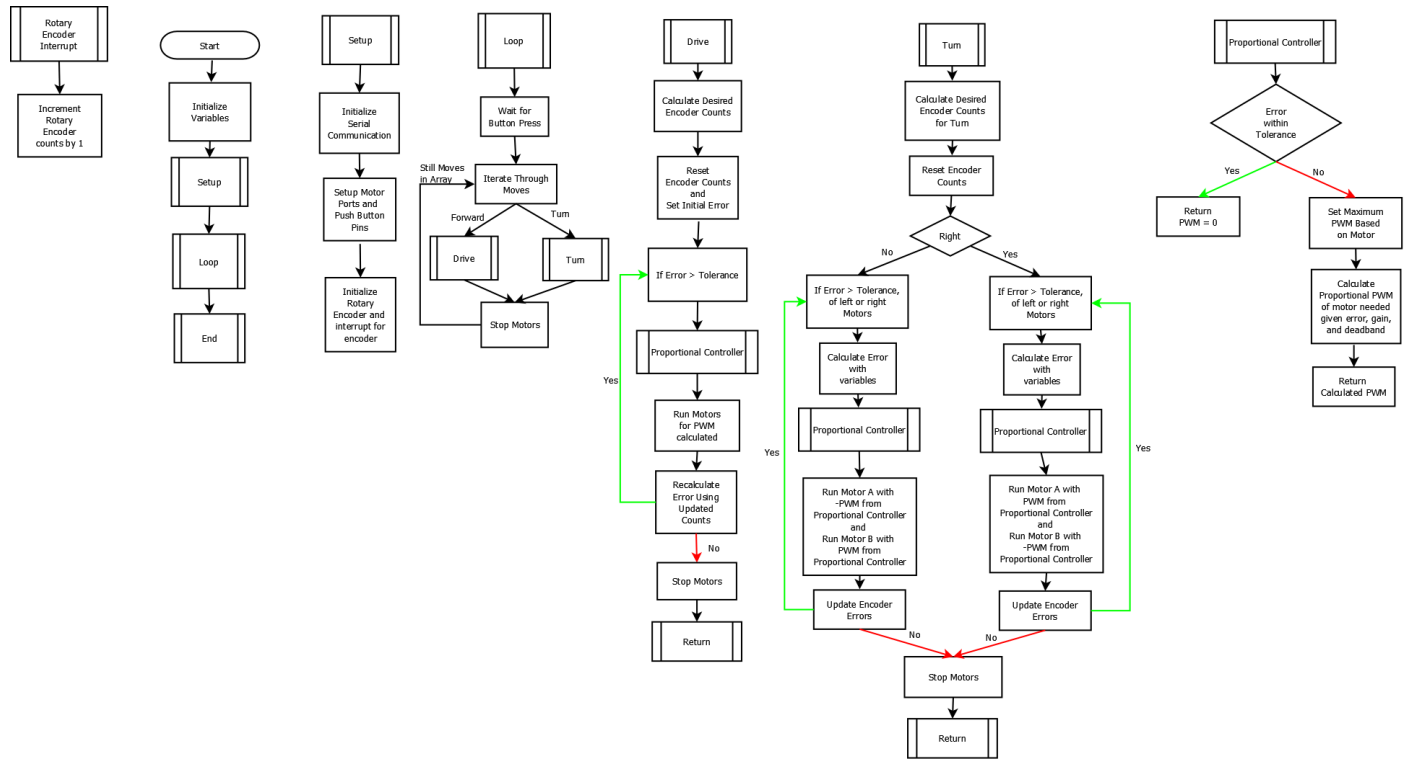 Rotary
Encoder
Interrupt
Increment
Rotary
Encoder
counts by 1
Start
Initialize
Variables
Setup
Loop
End
Setup
Initialize
Serial
Communication
Setup Motor
Ports and
Push Button
Pins
Initialize
Rotary
Encoder and
interrupt for
encoder
Loop
Wait for
Button Press
Still Moves
in Array
Iterate Through
Moves
Forward
Turn
Drive
Turn
Stop Motors
Drive
Calculate Desired
Encoder Counts
Reset
Encoder Counts
and
Set Initial Error
If Error > Tolerance
Proportional Controller
Yes
Run Motors
for PWM
calculated
Recalculate
Error Using
Updated
Counts
No
Stop Motors
Return
Turn
Calculate Desired
Encoder Counts
for Turn
Reset Encoder
Counts
Right
No
Yes
If Error > Tolerance,
of left or right
Motors
Calculate Error
with
variables
Proportional Controller
Yes
Run Motor A with
-PWM from
Proportional Controller
and
Run Motor B with
PWM from
Proportional Controller
Update Encoder
Errors
No
If Error > Tolerance,
of left or right
Motors
Calculate Error
with
variables
Proportional Controller
Yes
Run Motor A with
PWM from
Proportional Controller
and
Run Motor B with
-PWM from
Proportional Controller
Update Encoder
Errors
No
Stop Motors
Return
Proportional Controller
Error
within
Tolerance
Yes
No
Return
PWM = 0
Set Maximum
PWM Based
on Motor
Calculate
Proportional PWM
of motor needed
given error, gain,
and deadband
Return
Calculated PWM